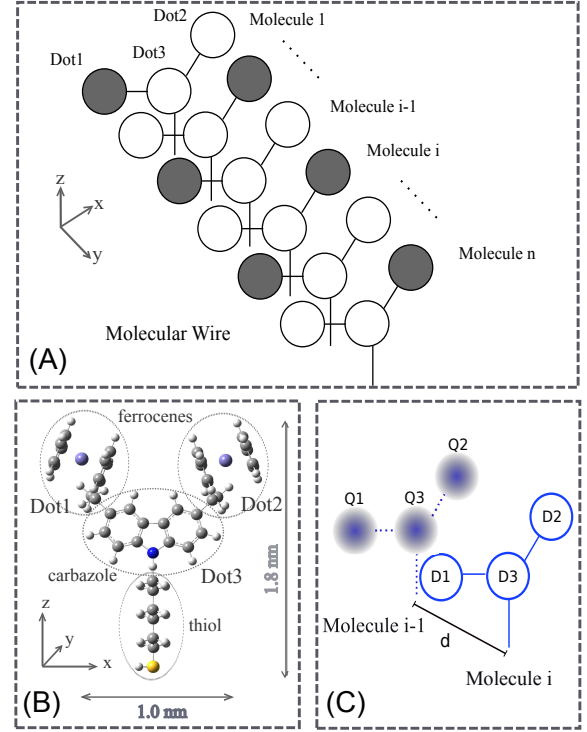 Dot2
Molecule 1
Dot3
Dot1
Molecule i-1
Molecule i
z
x
y
Molecule n
Molecular Wire
(A)
ferrocenes
Dot1
Dot2
carbazole
Dot3
thiol
1.8 nm
z
y
x
1.0 nm
(B)
Q2
Q1
Q3
D2
D1
D3
Molecule i-1
d
Molecule i
(C)